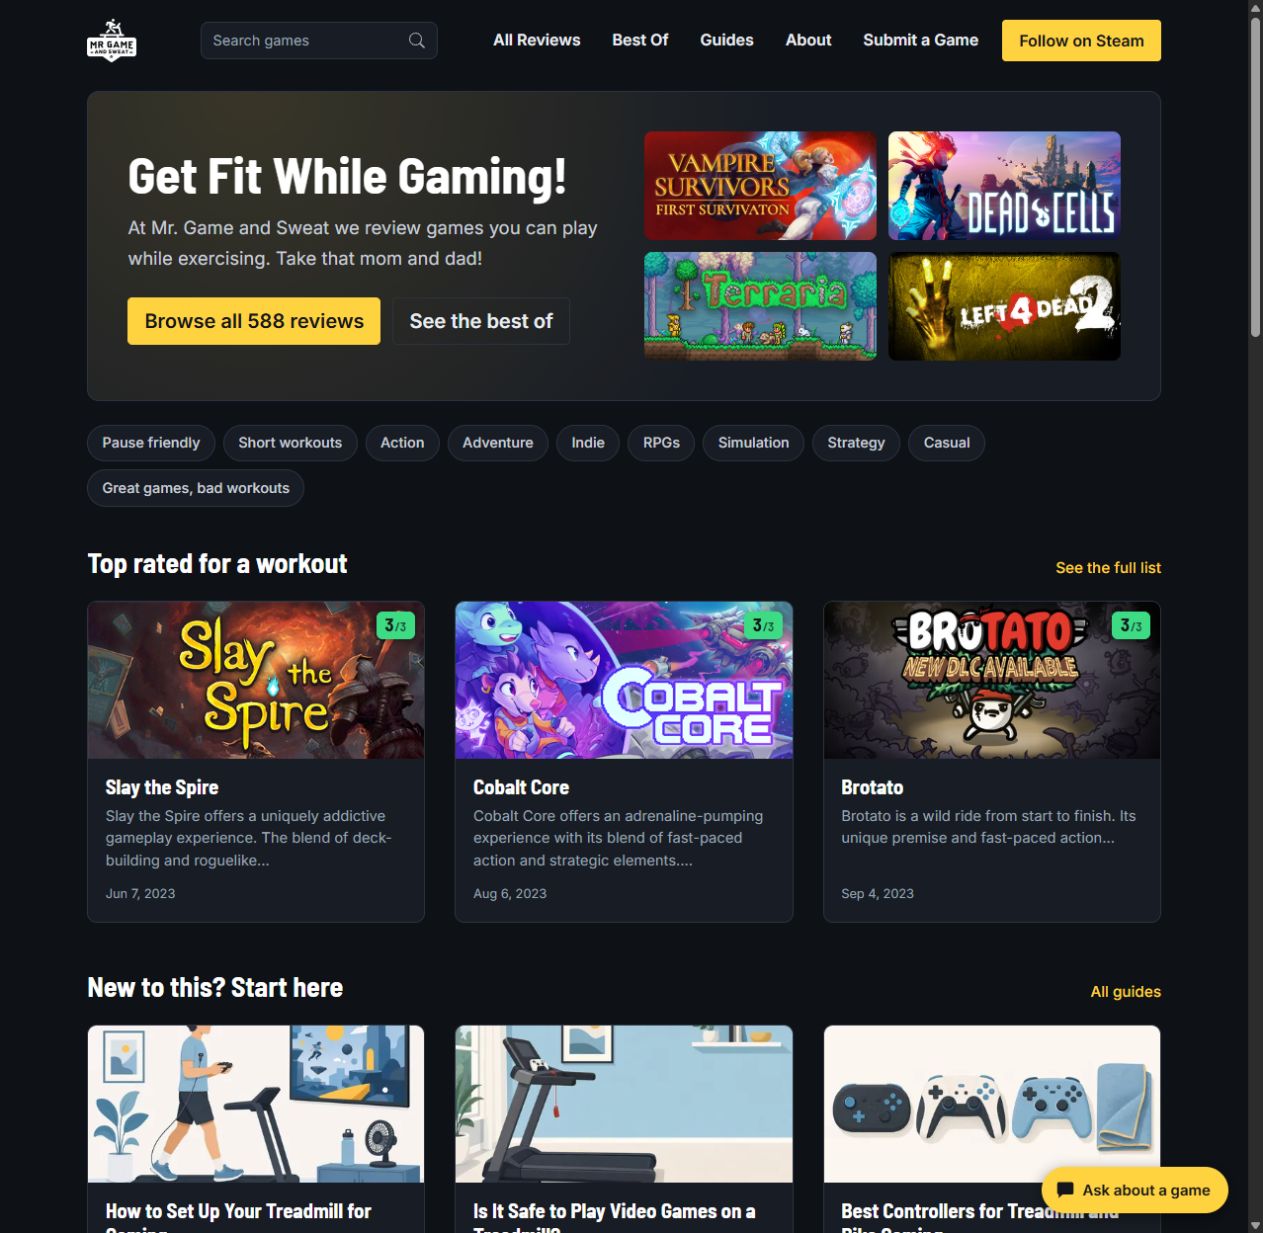 MR GAME
AND SWEAT
Search games
All Reviews
Best Of
Guides
About
Submit a Game
Follow on Steam
Get Fit While Gaming!
At Mr. Game and Sweat we review games you can play
while exercising. Take that mom and dad!
Browse all 588 reviews
See the best of
VAMPIRE
SURVIVORS
FIRST SURVIVATON
DEAD CELLS
Terraria
LEFT 4 DEAD 2
Pause friendly
Short workouts
Action
Adventure
Indie
RPGs
Simulation
Strategy
Casual
Great games, bad workouts
Top rated for a workout
See the full list
Slay
the
Spire
3/3
COBALT
CORE
3/3
BROTATO
NEW DLC AVAILABLE
3/3
Slay the Spire
Slay the Spire offers a uniquely addictive
gameplay experience. The blend of deck-
building and roguelike...
Jun 7, 2023
Cobalt Core
Cobalt Core offers an adrenaline-pumping
experience with its blend of fast-paced
action and strategic elements....
Aug 6, 2023
Brotato
Brotato is a wild ride from start to finish. Its
unique premise and fast-paced action...
Sep 4, 2023
New to this? Start here
All guides
How to Set Up Your Treadmill for
Gaming
Is It Safe to Play Video Games on a
Treadmill?
Best Controllers for Treadmill and
Bike Gaming
Ask about a game